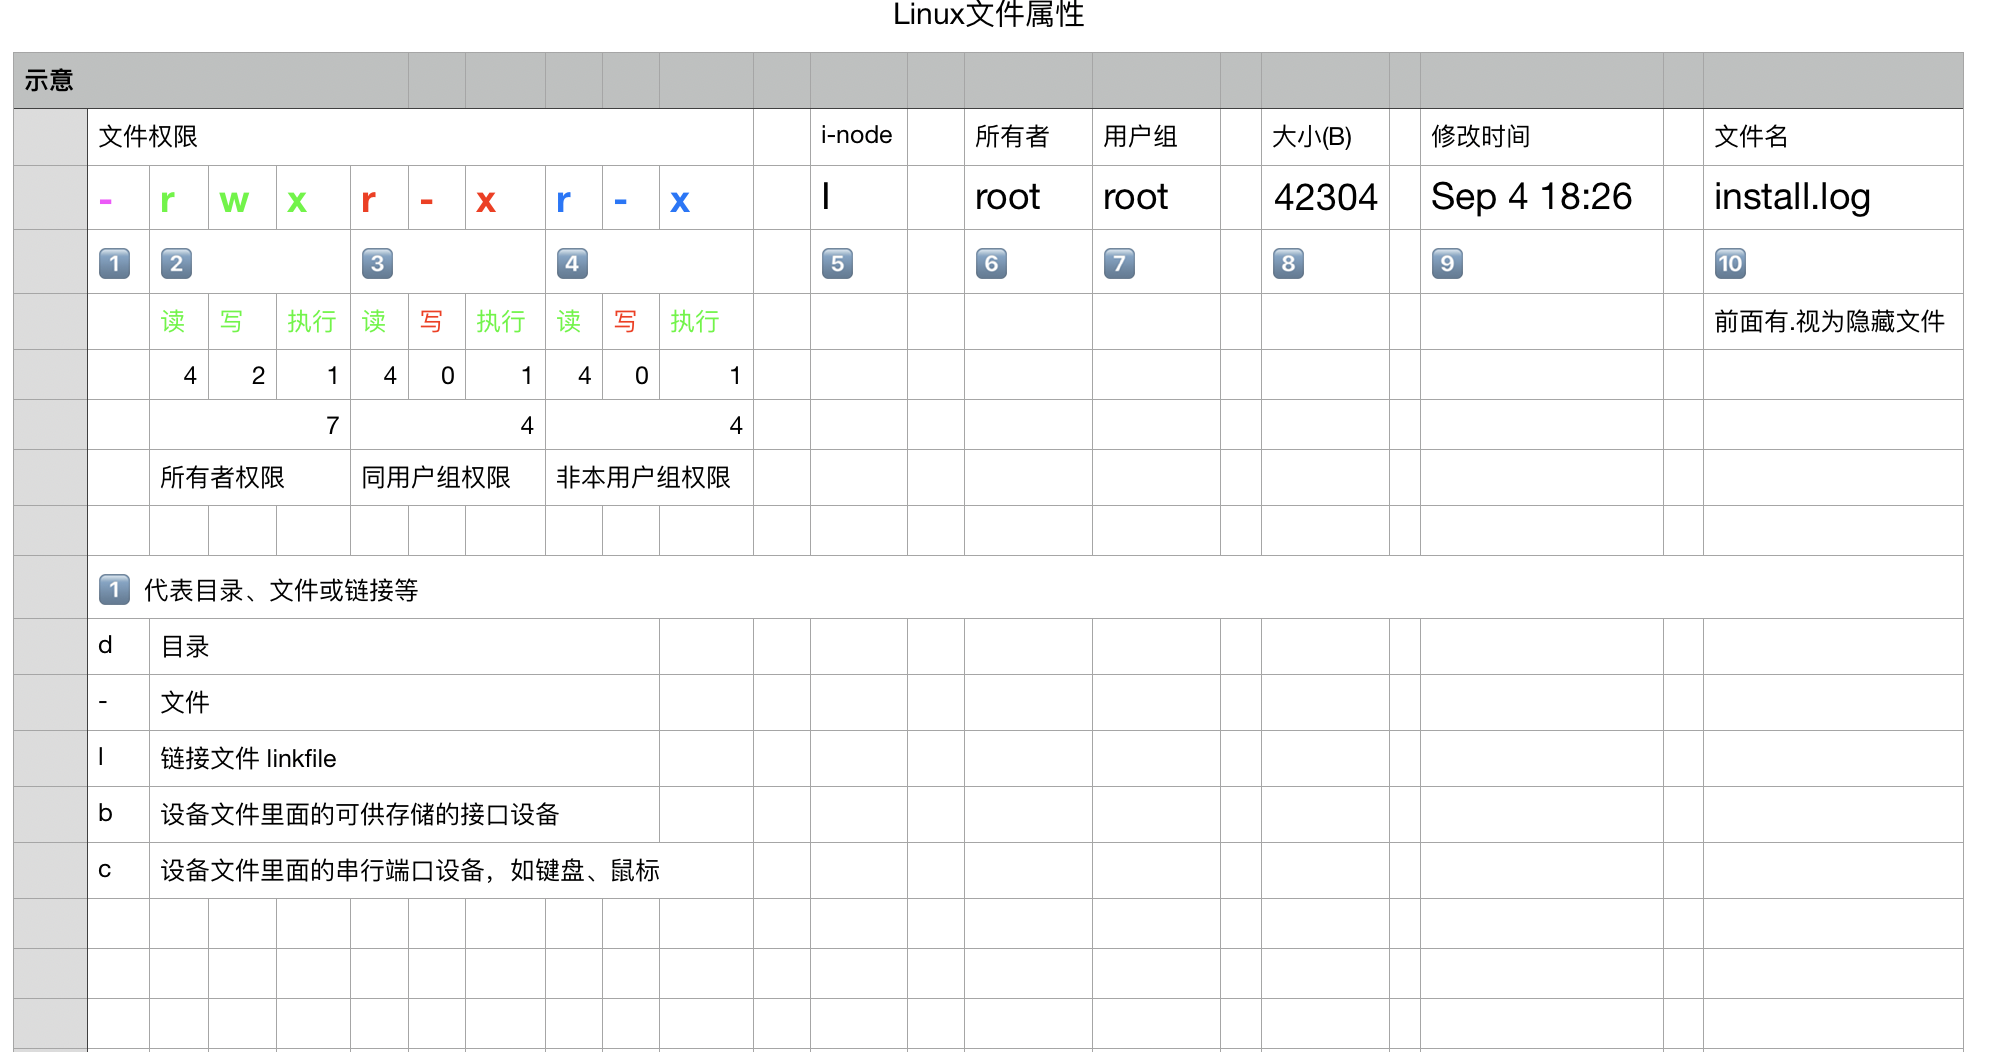 Linux文件属性
示意
文件权限 i-node 所有者 用户组 大小(B) 修改时间 文件名
- r w x r - x r - x l root root 42304 Sep 4 18:26 install.log
1 2 3 4 5 6 7 8 9 10
读 写 执行 读 写 执行 读 写 执行 前面有.视为隐藏文件
4 2 1 4 0 1 4 0 1
7 4 4
所有者权限 同用户组权限 非本用户组权限
1 代表目录、文件或链接等
d 目录
- 文件
l 链接文件 linkfile
b 设备文件里面的可供存储的接口设备
c 设备文件里面的串行端口设备，如键盘、鼠标